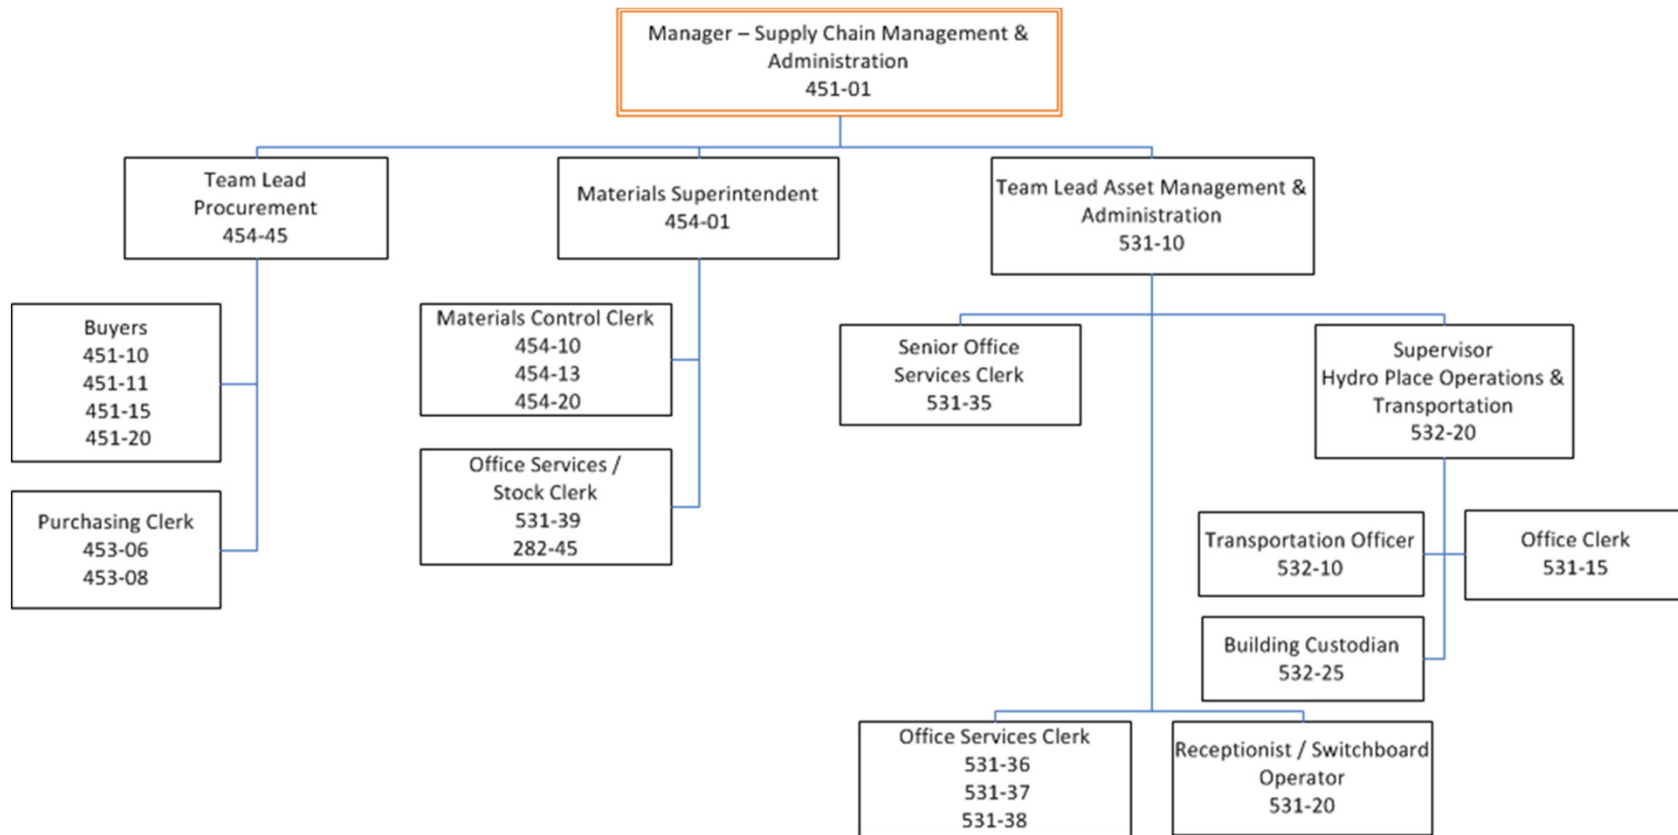 Manager – Supply Chain Management &
Administration
451-01
Team Lead
Procurement
454-45
Materials Superintendent
454-01
Team Lead Asset Management &
Administration
531-10
Buyers
451-10
451-11
451-15
451-20
Purchasing Clerk
453-06
453-08
Materials Control Clerk
454-10
454-13
454-20
Office Services /
Stock Clerk
531-39
282-45
Senior Office
Services Clerk
531-35
Supervisor
Hydro Place Operations &
Transportation
532-20
Transportation Officer
532-10
Office Clerk
531-15
Building Custodian
532-25
Office Services Clerk
531-36
531-37
531-38
Receptionist / Switchboard
Operator
531-20